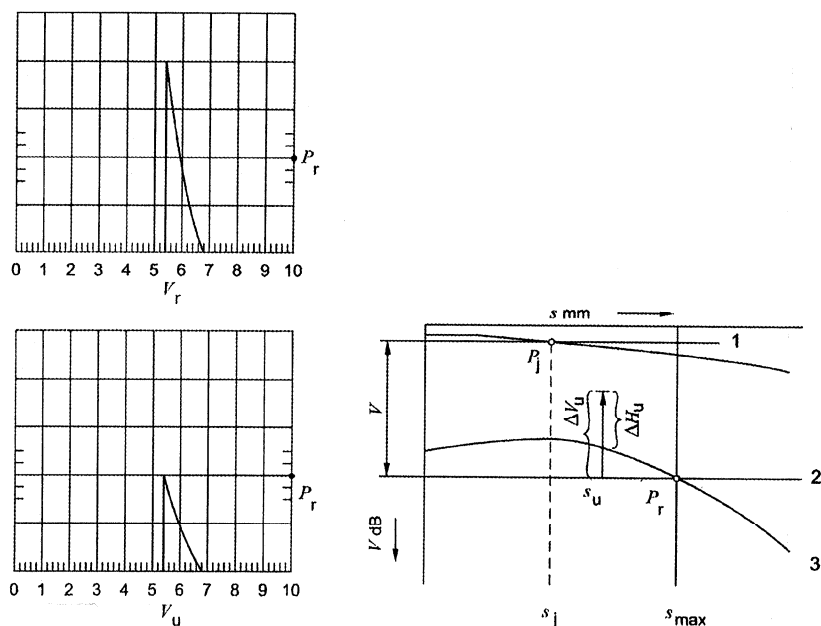 P_r
0 1 2 3 4 5 6 7 8 9 10
V_r
P_r
0 1 2 3 4 5 6 7 8 9 10
V_u
s mm
1
P_j
V
ΔV_u
ΔH_u
s_u
P_r
2
V dB
3
s_j
s_max